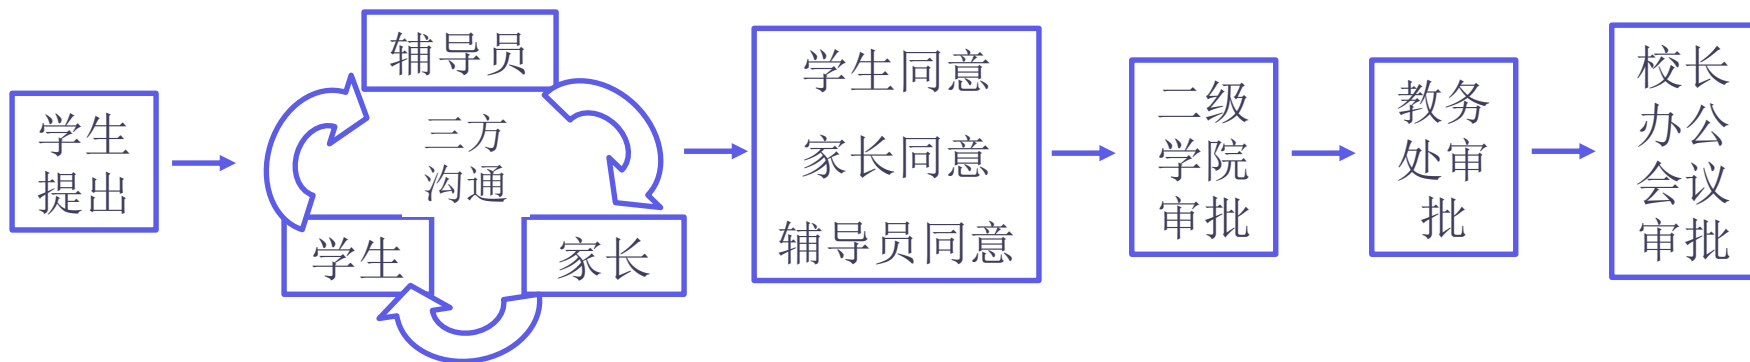 学生
提出
辅导员
三方
沟通
学生
家长
学生同意
家长同意
辅导员同意
二级
学院
审批
教务
处审
批
校长
办公
会议
审批